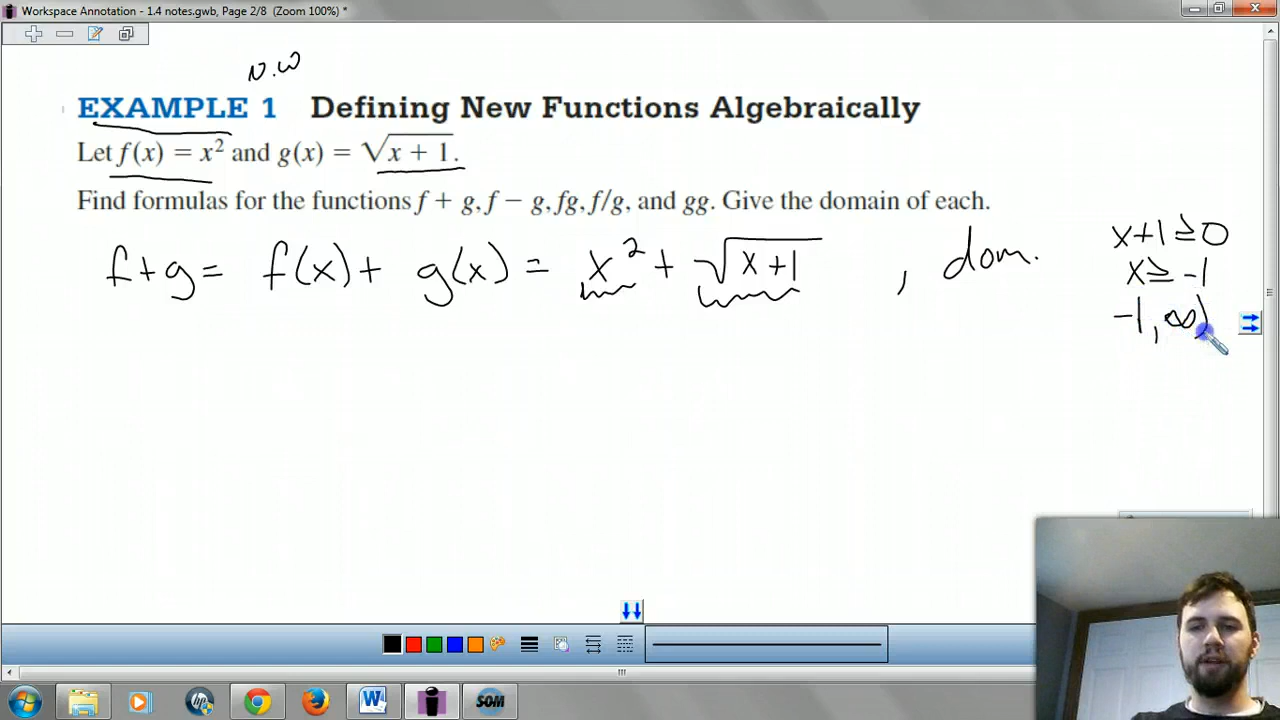 Workspace Annotation - 1.4 notes.gwb, Page 2/8 (Zoom 100%) *
N.W
EXAMPLE 1 Defining New Functions Algebraically
Let f(x) = x² and g(x) = √(x + 1).
Find formulas for the functions f + g, f − g, fg, f/g, and gg. Give the domain of each.
f+g = f(x) + g(x) = x² + √(x+1) , dom.
x+1 ≥ 0
x ≥ -1
-1, ∞)
W
hp
SOM